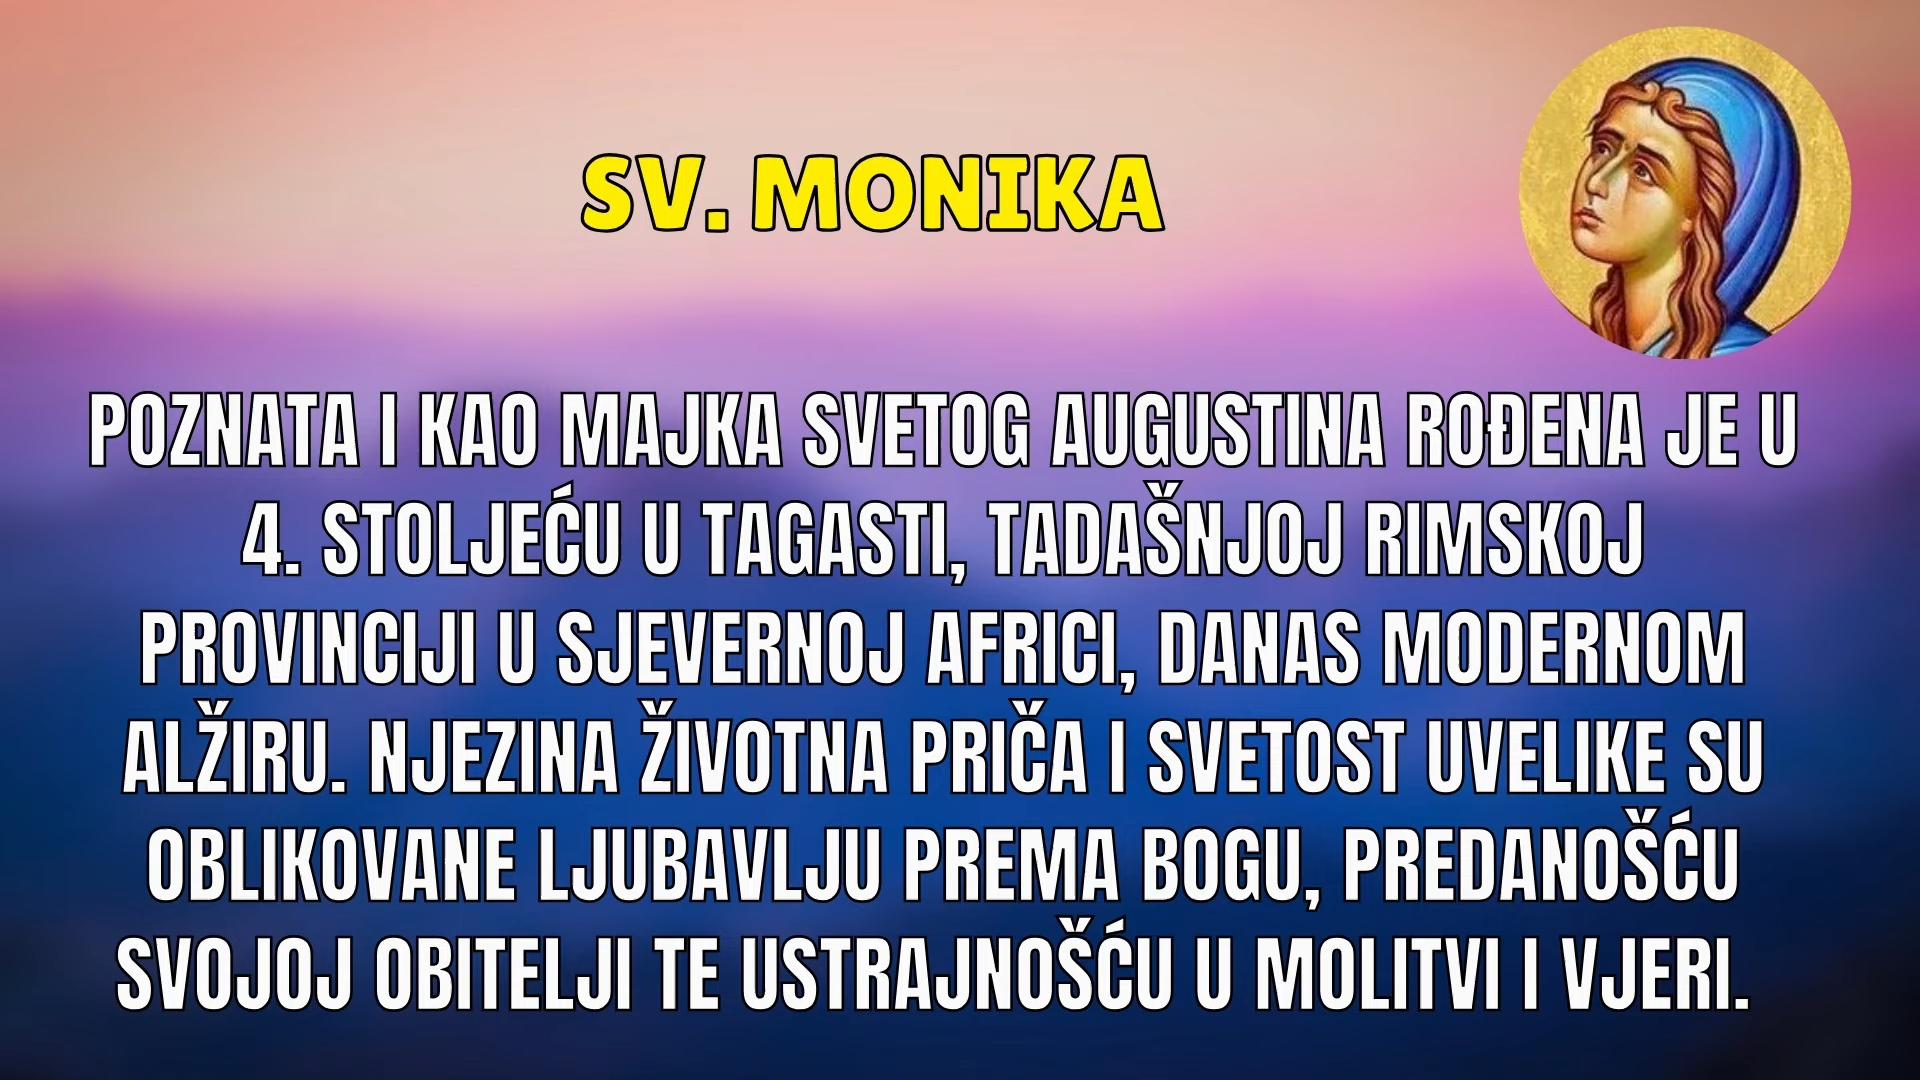 SV. MONIKA
POZNATA I KAO MAJKA SVETOG AUGUSTINA ROĐENA JE U
4. STOLJEĆU U TAGASTI, TADAŠNJOJ RIMSKOJ
PROVINCIJI U SJEVERNOJ AFRICI, DANAS MODERNOM
ALŽIRU. NJEZINA ŽIVOTNA PRIČA I SVETOST UVELIKE SU
OBLIKOVANE LJUBAVLJU PREMA BOGU, PREDANOŠĆU
SVOJOJ OBITELJI TE USTRAJNOŠĆU U MOLITVI I VJERI.